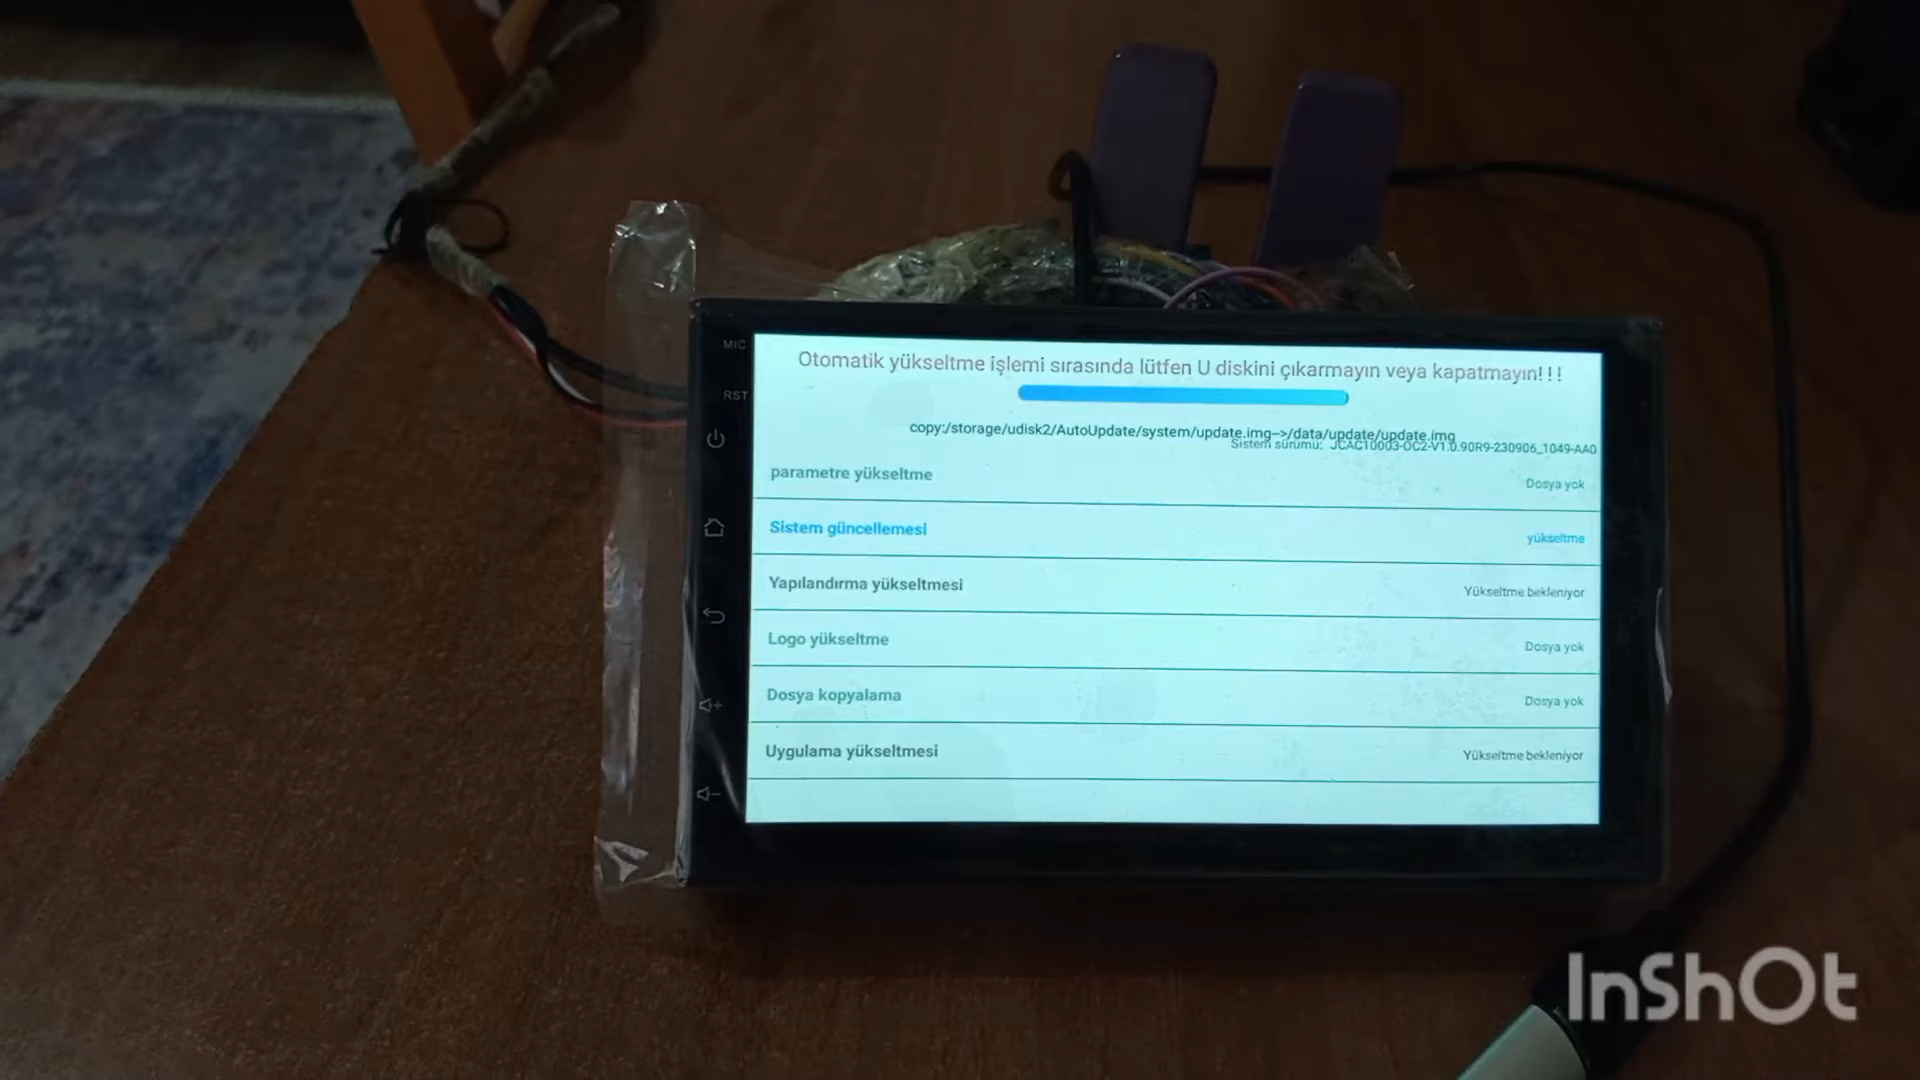 MIC
Otomatik yükseltme işlemi sırasında lütfen U diskini çıkarmayın veya kapatmayın!!!
RST
copy:/storage/udisk2/AutoUpdate/system/update.img-->/data/update/update.img
Sistem sürümü: JCAC10003-OC2-V1.0.90R9-230906_1049-AA0
parametre yükseltme Dosya yok
Sistem güncellemesi yükseltme
Yapılandırma yükseltmesi Yükseltme bekleniyor
Logo yükseltme Dosya yok
Dosya kopyalama Dosya yok
Uygulama yükseltmesi Yükseltme bekleniyor
InShOt